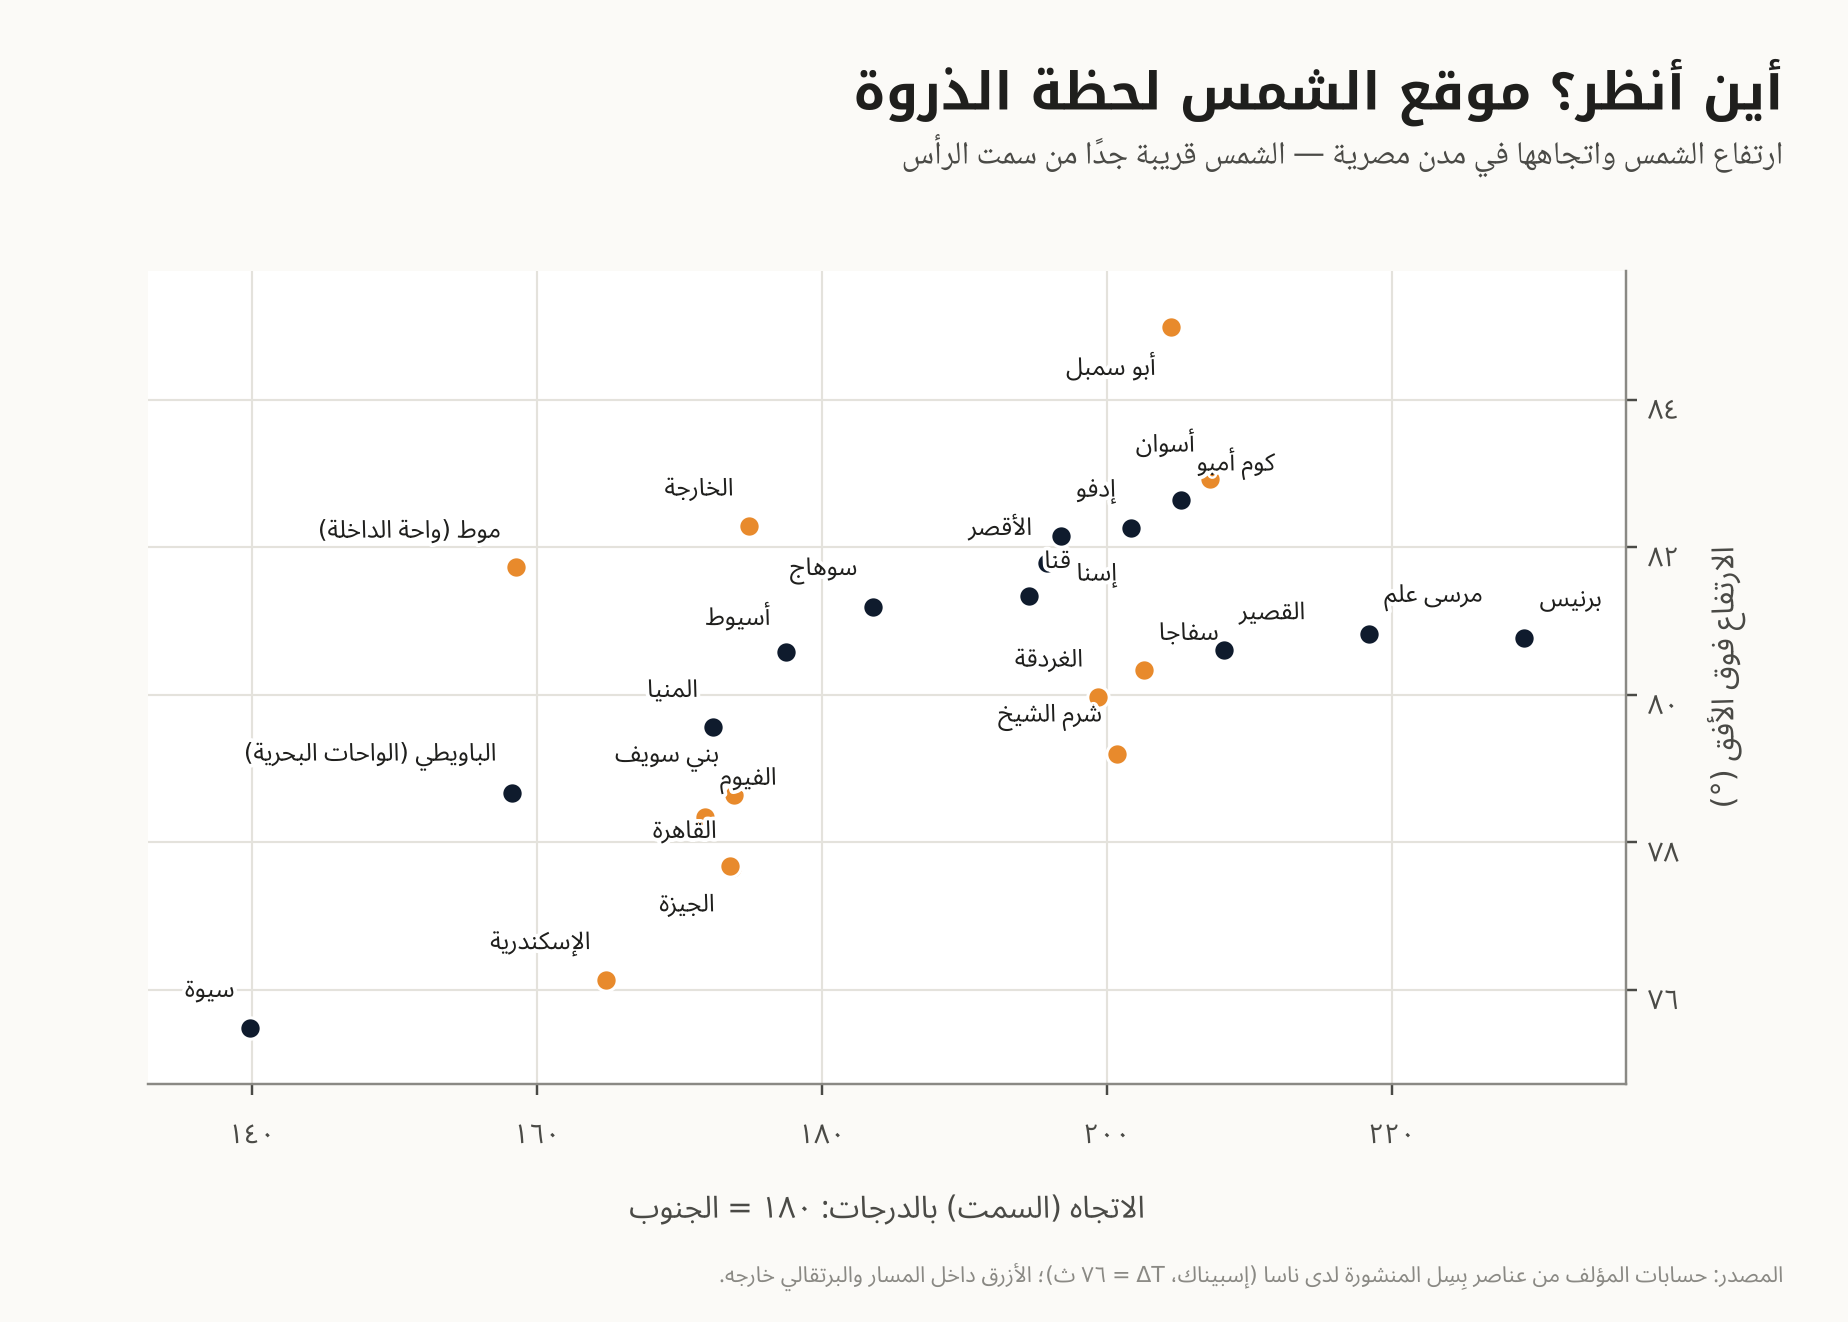 أين أنظر؟ موقع الشمس لحظة الذروة
ارتفاع الشمس واتجاهها في مدن مصرية — الشمس قريبة جدًا من سمت الرأس
أبو سمبل
٨٤
أسوان
كوم أمبو
الخارجة
إدفو
موط (واحة الداخلة)
الأقصر
٨٢
قنا
إسنا
سوهاج
برنيس
مرسى علم
القصير
أسيوط
سفاجا
الغردقة
الارتفاع فوق الأفق (°)
المنيا
٨٠
شرم الشيخ
الباويطي (الواحات البحرية)
بني سويف
الفيوم
القاهرة
٧٨
الجيزة
الإسكندرية
سيوة
٧٦
١٤٠
١٦٠
١٨٠
٢٠٠
٢٢٠
الاتجاه (السمت) بالدرجات: ١٨٠ = الجنوب
المصدر: حسابات المؤلف من عناصر بِسِل المنشورة لدى ناسا (إسبيناك، ΔT = ٧٦ ث)؛ الأزرق داخل المسار والبرتقالي خارجه.